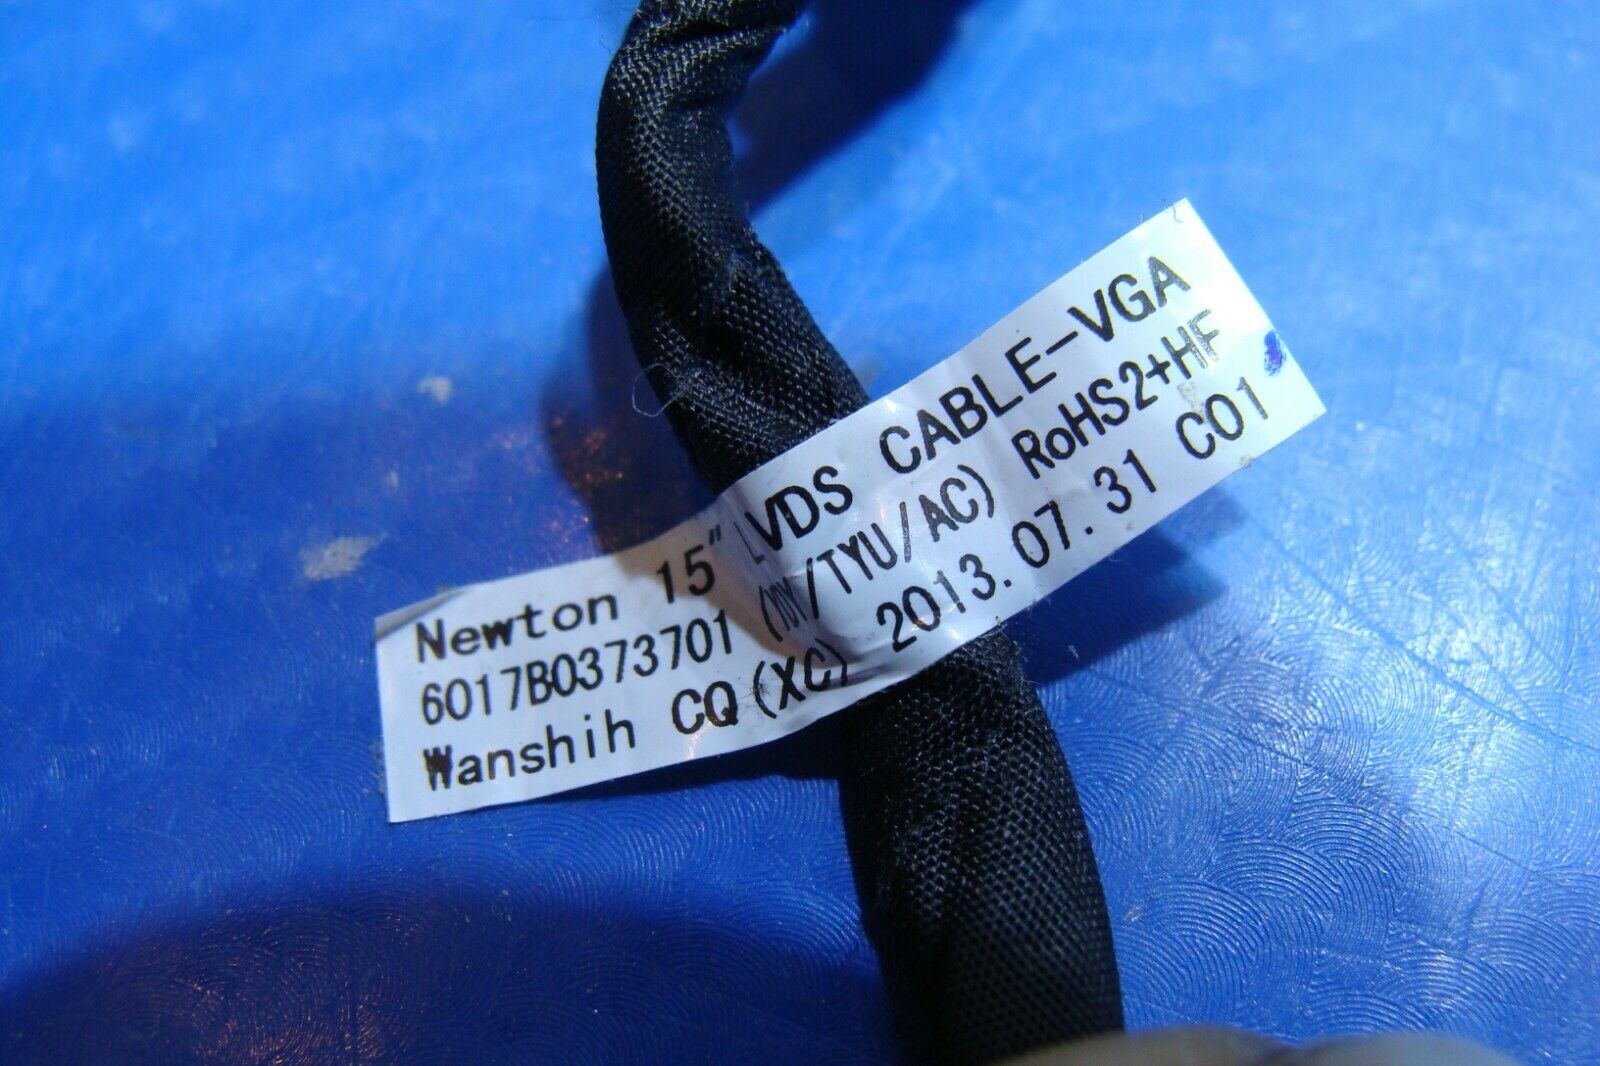 Newton 15" LVDS CABLE-VGA
6017B0373701 /TYU/AC) RoHS2+HF
Wanshih CQ(XC) 2013.07.31 C01